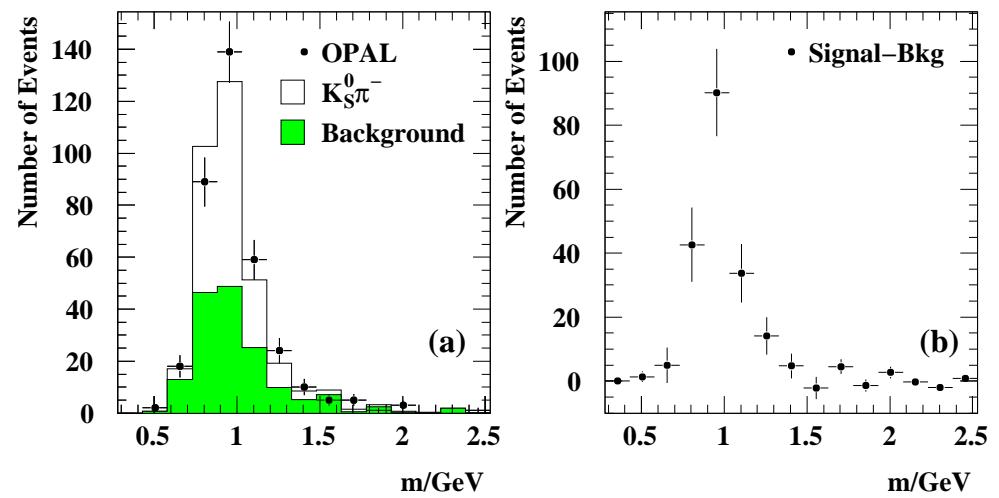 Number of Events
140
120
100
80
60
40
20
0
OPAL
K⁰_S π⁻
Background
(a)
0.5 1 1.5 2 2.5
m/GeV
Number of Events
100
80
60
40
20
0
Signal−Bkg
(b)
0.5 1 1.5 2 2.5
m/GeV